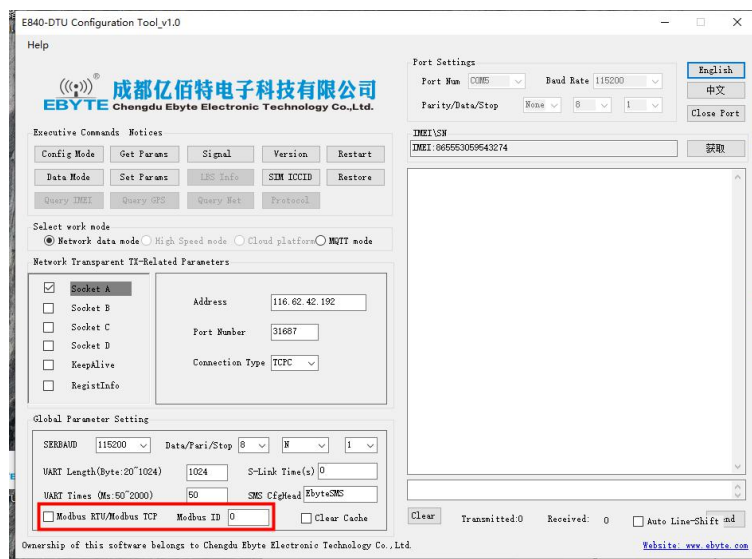 E840-DTU Configuration Tool_v1.0
Help
成都亿佰特电子科技有限公司
EBYTE Chengdu Ebyte Electronic Technology Co.,Ltd.
Port Settings
Port Num COM5 Baud Rate 115200
Parity/Data/Stop None 8 1
English
中文
Close Port
Executive Commands Notices
Config Mode Get Params Signal Version Restart
Data Mode Set Params LBS Info SIM ICCID Restore
Query IMEI Query GPS Query Net Protocol
IMEI\SN
IMEI:865553059543274 获取
Select work mode
Network data mode High Speed mode Cloud platform MQTT mode
Network Transparent TX-Related Parameters
Socket A
Socket B
Socket C
Socket D
KeepAlive
RegistInfo
Address 116.62.42.192
Port Number 31687
Connection Type TCPC
Global Parameter Setting
SERBAUD 115200 Data/Pari/Stop 8 N 1
UART Length(Byte:20~1024) 1024 S-Link Time(s) 0
UART Times (Ms:50~2000) 50 SMS CfgHead EbyteSMS
Modbus RTU/Modbus TCP Modbus ID 0 Clear Cache
Clear Transmitted:0 Received: 0 Auto Line-Shift nd
Ownership of this software belongs to Chengdu Ebyte Electronic Technology Co., Ltd.
Website: www.ebyte.com